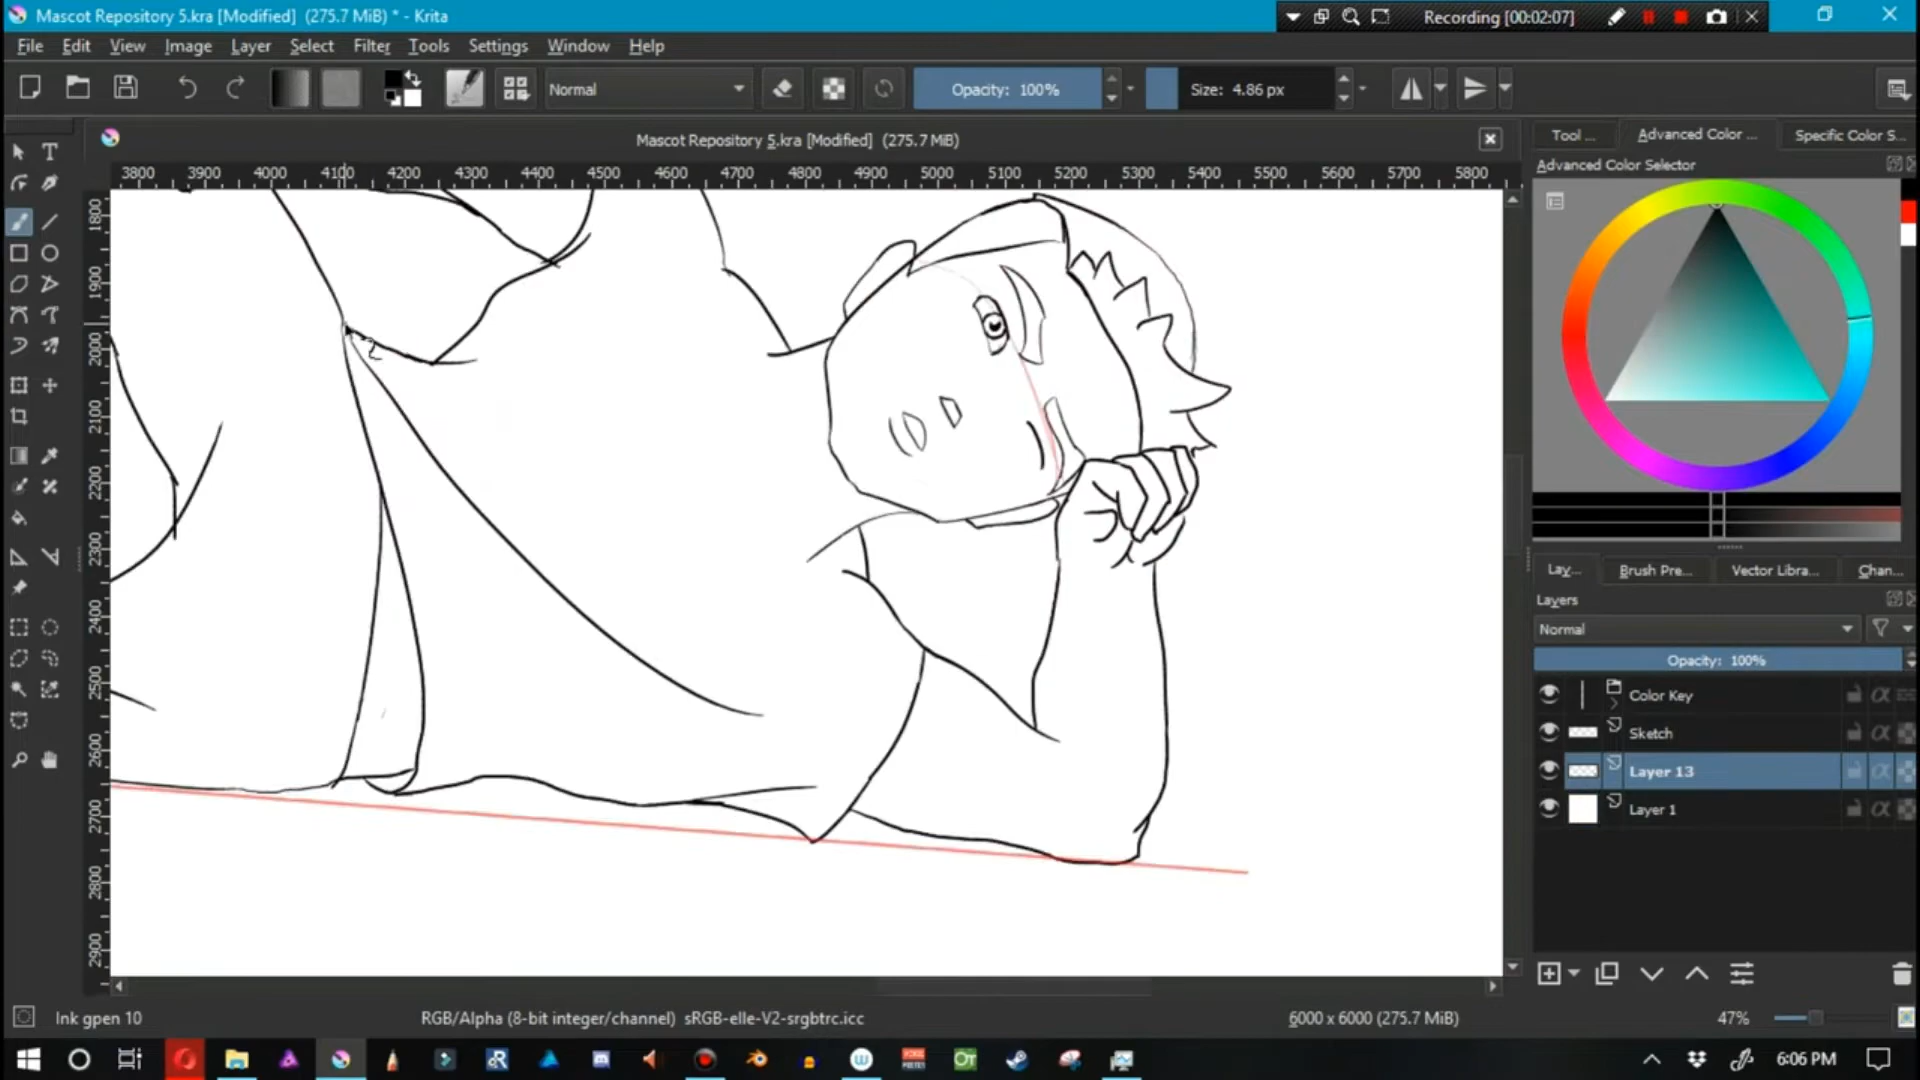 Mascot Repository 5.kra [Modified] (275.7 MiB) * - Krita
Recording [00:02:07]
File Edit View Image Layer Select Filter Tools Settings Window Help
Normal
Opacity: 100%
Size: 4.86 px
Mascot Repository 5.kra [Modified] (275.7 MiB)
Tool ...
Advanced Color ...
Specific Color S...
3800 3900 4000 4100 4200 4300 4400 4500 4600 4700 4800 4900 5000 5100 5200 5300 5400 5500 5600 5700 5800
Advanced Color Selector
1800
1900
2000
2100
2200
2300
2400
2500
2600
2700
2800
2900
Lay... Brush Pre... Vector Libra... Chan...
Layers
Normal
Opacity: 100%
Color Key
Sketch
Layer 13
Layer 1
Ink gpen 10
RGB/Alpha (8-bit integer/channel) sRGB-elle-V2-srgbtrc.icc
6000 x 6000 (275.7 MiB)
47%
6:06 PM